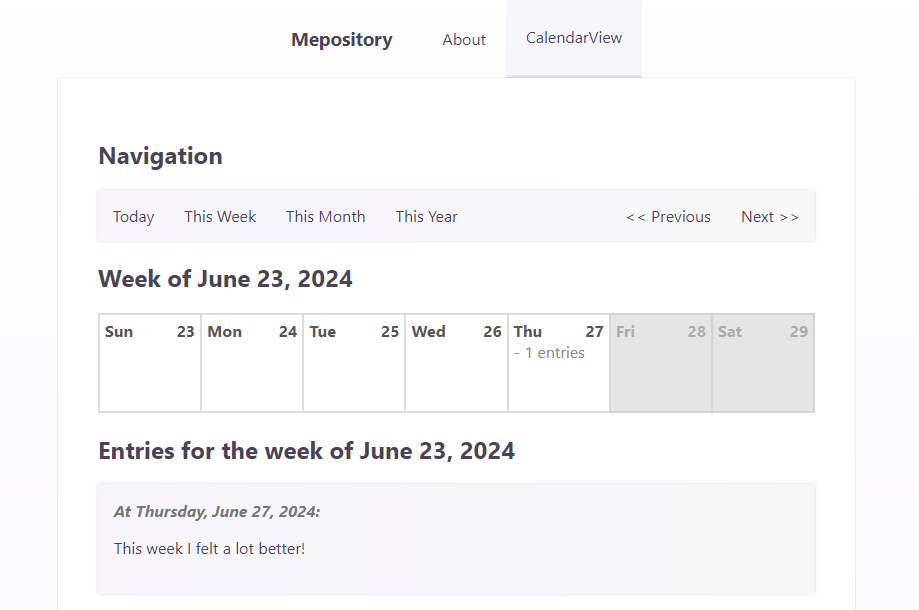 Mepository About CalendarView
Navigation
Today This Week This Month This Year << Previous Next >>
Week of June 23, 2024
Sun 23 Mon 24 Tue 25 Wed 26 Thu 27 Fri 28 Sat 29
- 1 entries
Entries for the week of June 23, 2024
At Thursday, June 27, 2024:
This week I felt a lot better!